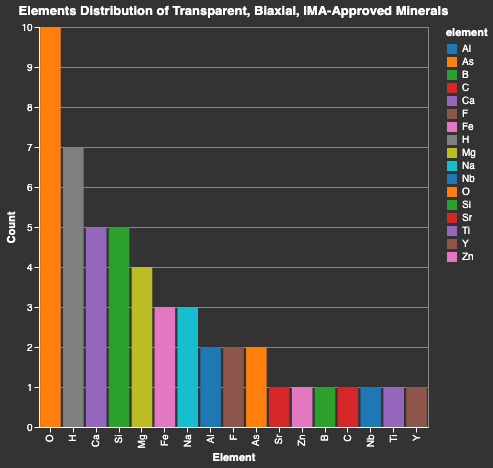 Elements Distribution of Transparent, Biaxial, IMA-Approved Minerals
10
9
8
7
6
5
4
3
2
1
0
Count
O
H
Ca
Si
Mg
Fe
Na
Al
F
As
Sr
Zn
B
C
Nb
Ti
Y
Element
element
Al
As
B
C
Ca
F
Fe
H
Mg
Na
Nb
O
Si
Sr
Ti
Y
Zn